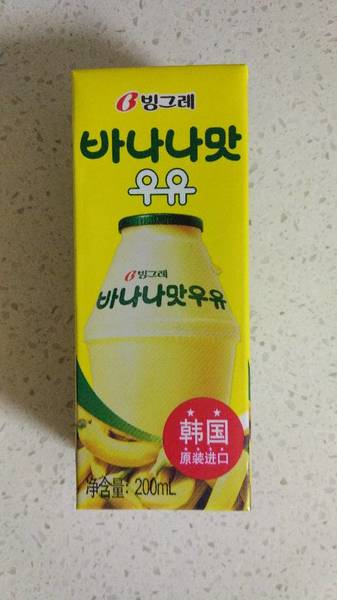 빙그레
바나나맛
우유
빙그레
바나나맛우유
韩国
原装进口
净含量: 200mL